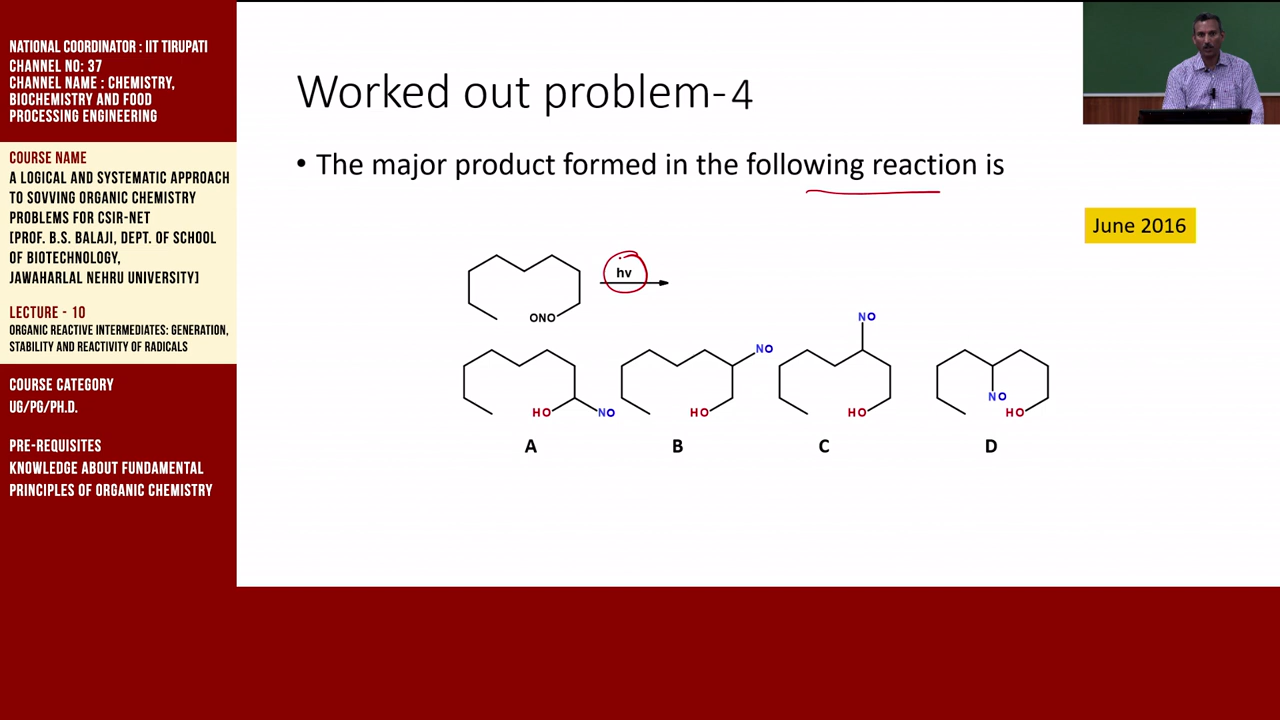 NATIONAL COORDINATOR : IIT TIRUPATI
CHANNEL NO: 37
CHANNEL NAME : CHEMISTRY,
BIOCHEMISTRY AND FOOD
PROCESSING ENGINEERING
COURSE NAME
A LOGICAL AND SYSTEMATIC APPROACH
TO SOVVING ORGANIC CHEMISTRY
PROBLEMS FOR CSIR-NET
[PROF. B.S. BALAJI, DEPT. OF SCHOOL
OF BIOTECHNOLOGY,
JAWAHARLAL NEHRU UNIVERSITY]
LECTURE - 10
ORGANIC REACTIVE INTERMEDIATES: GENERATION,
STABILITY AND REACTIVITY OF RADICALS
COURSE CATEGORY
UG/PG/PH.D.
PRE-REQUISITES
KNOWLEDGE ABOUT FUNDAMENTAL
PRINCIPLES OF ORGANIC CHEMISTRY
Worked out problem-4
• The major product formed in the following reaction is
June 2016
hv
ONO
NO
NO
NO
NO
HO
NO
HO
HO
HO
A B C D